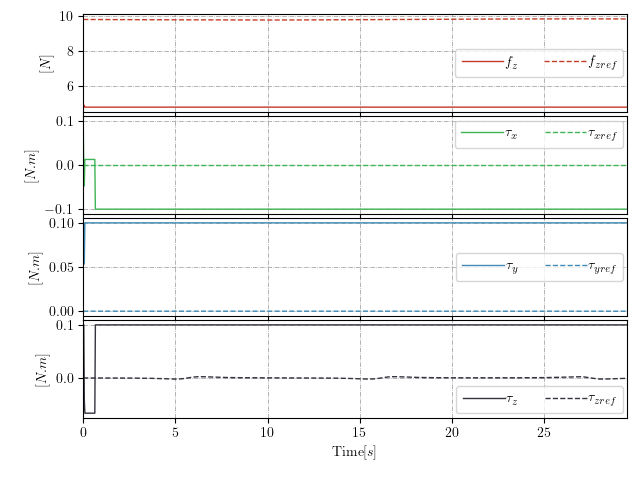 10
8
6
[N]
f_z f_zref
0.1
0.0
−0.1
[N.m]
τ_x τ_xref
0.10
0.05
0.00
[N.m]
τ_y τ_yref
0.1
0.0
[N.m]
τ_z τ_zref
0 5 10 15 20 25
Time[s]